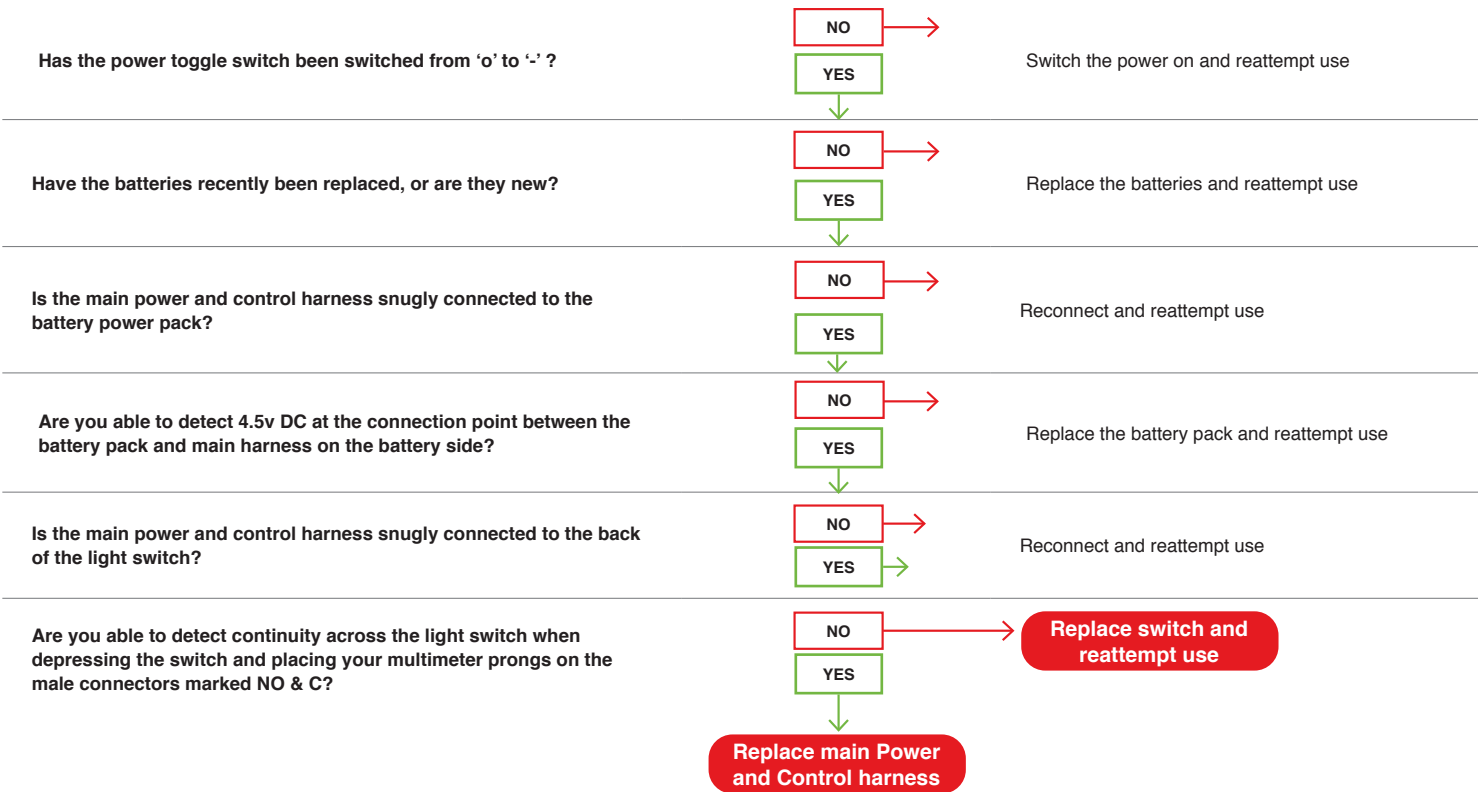 Has the power toggle switch been switched from ‘o’ to ‘-’ ?
NO
YES
Switch the power on and reattempt use
Have the batteries recently been replaced, or are they new?
NO
YES
Replace the batteries and reattempt use
Is the main power and control harness snugly connected to the
battery power pack?
NO
YES
Reconnect and reattempt use
Are you able to detect 4.5v DC at the connection point between the
battery pack and main harness on the battery side?
NO
YES
Replace the battery pack and reattempt use
Is the main power and control harness snugly connected to the back
of the light switch?
NO
YES
Reconnect and reattempt use
Are you able to detect continuity across the light switch when
depressing the switch and placing your multimeter prongs on the
male connectors marked NO & C?
NO
YES
Replace switch and
reattempt use
Replace main Power
and Control harness